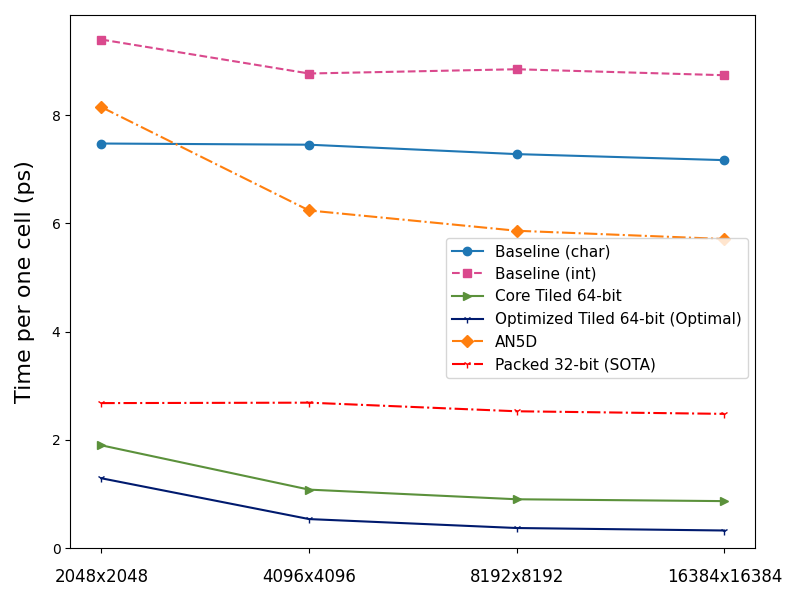 Time per one cell (ps)
8
6
4
2
0
Baseline (char)
Baseline (int)
Core Tiled 64-bit
Optimized Tiled 64-bit (Optimal)
AN5D
Packed 32-bit (SOTA)
2048x2048 4096x4096 8192x8192 16384x16384